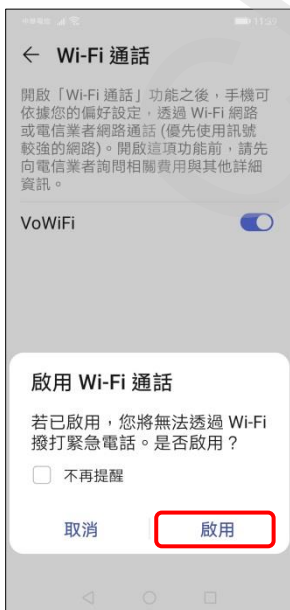 11:39
Wi-Fi 通話
開啟「Wi-Fi 通話」功能之後，手機可
依據您的偏好設定，透過 Wi-Fi 網路
或電信業者網路通話 (優先使用訊號
較強的網路)。開啟這項功能前，請先
向電信業者詢問相關費用與其他詳細
資訊。
VoWiFi
啟用 Wi-Fi 通話
若已啟用，您將無法透過 Wi-Fi
撥打緊急電話。是否啟用？
不再提醒
取消 啟用